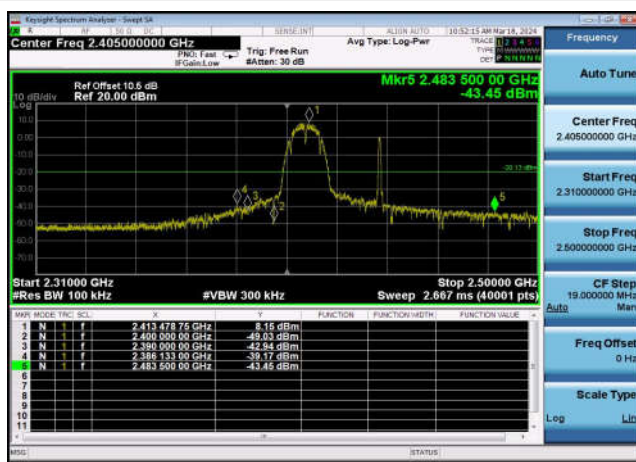 Keysight Spectrum Analyser - Swept SA
R RF 50 Ω DC SENSE:INT ALIGN AUTO 10:52:15 AM Mar 18, 2024
Center Freq 2.405000000 GHz
PNO: Fast
IFGain:Low
Trig: Free Run
#Atten: 30 dB
Avg Type: Log-Pwr
TRACE 1 2 3 4 5 6
TYPE
DET P N N N N N
Ref Offset 10.6 dB
Ref 20.00 dBm
10 dB/div
Log
Mkr5 2.483 500 00 GHz
-43.45 dBm
10.0
0.00
-10.0
-20.0
-40.0
-50.0
-60.0
-70.0
1
2
3
4
5
Start 2.31000 GHz
#Res BW 100 kHz
#VBW 300 kHz
Stop 2.50000 GHz
Sweep 2.667 ms (40001 pts)
MKR MODE TRC SCL X Y FUNCTION FUNCTION WIDTH FUNCTION VALUE
1 N 1 f 2.413 478 75 GHz 8.15 dBm
2 N 1 f 2.400 000 00 GHz -49.03 dBm
3 N 1 f 2.390 000 00 GHz -42.94 dBm
4 N 1 f 2.386 133 00 GHz -39.17 dBm
5 N 1 f 2.483 500 00 GHz -43.45 dBm
6
7
8
9
10
11
MSG STATUS
Frequency
Auto Tune
Center Freq
2.405000000 GHz
Start Freq
2.310000000 GHz
Stop Freq
2.500000000 GHz
CF Step
19.000000 MHz
Auto Man
Freq Offset
0 Hz
Scale Type
Log Lin